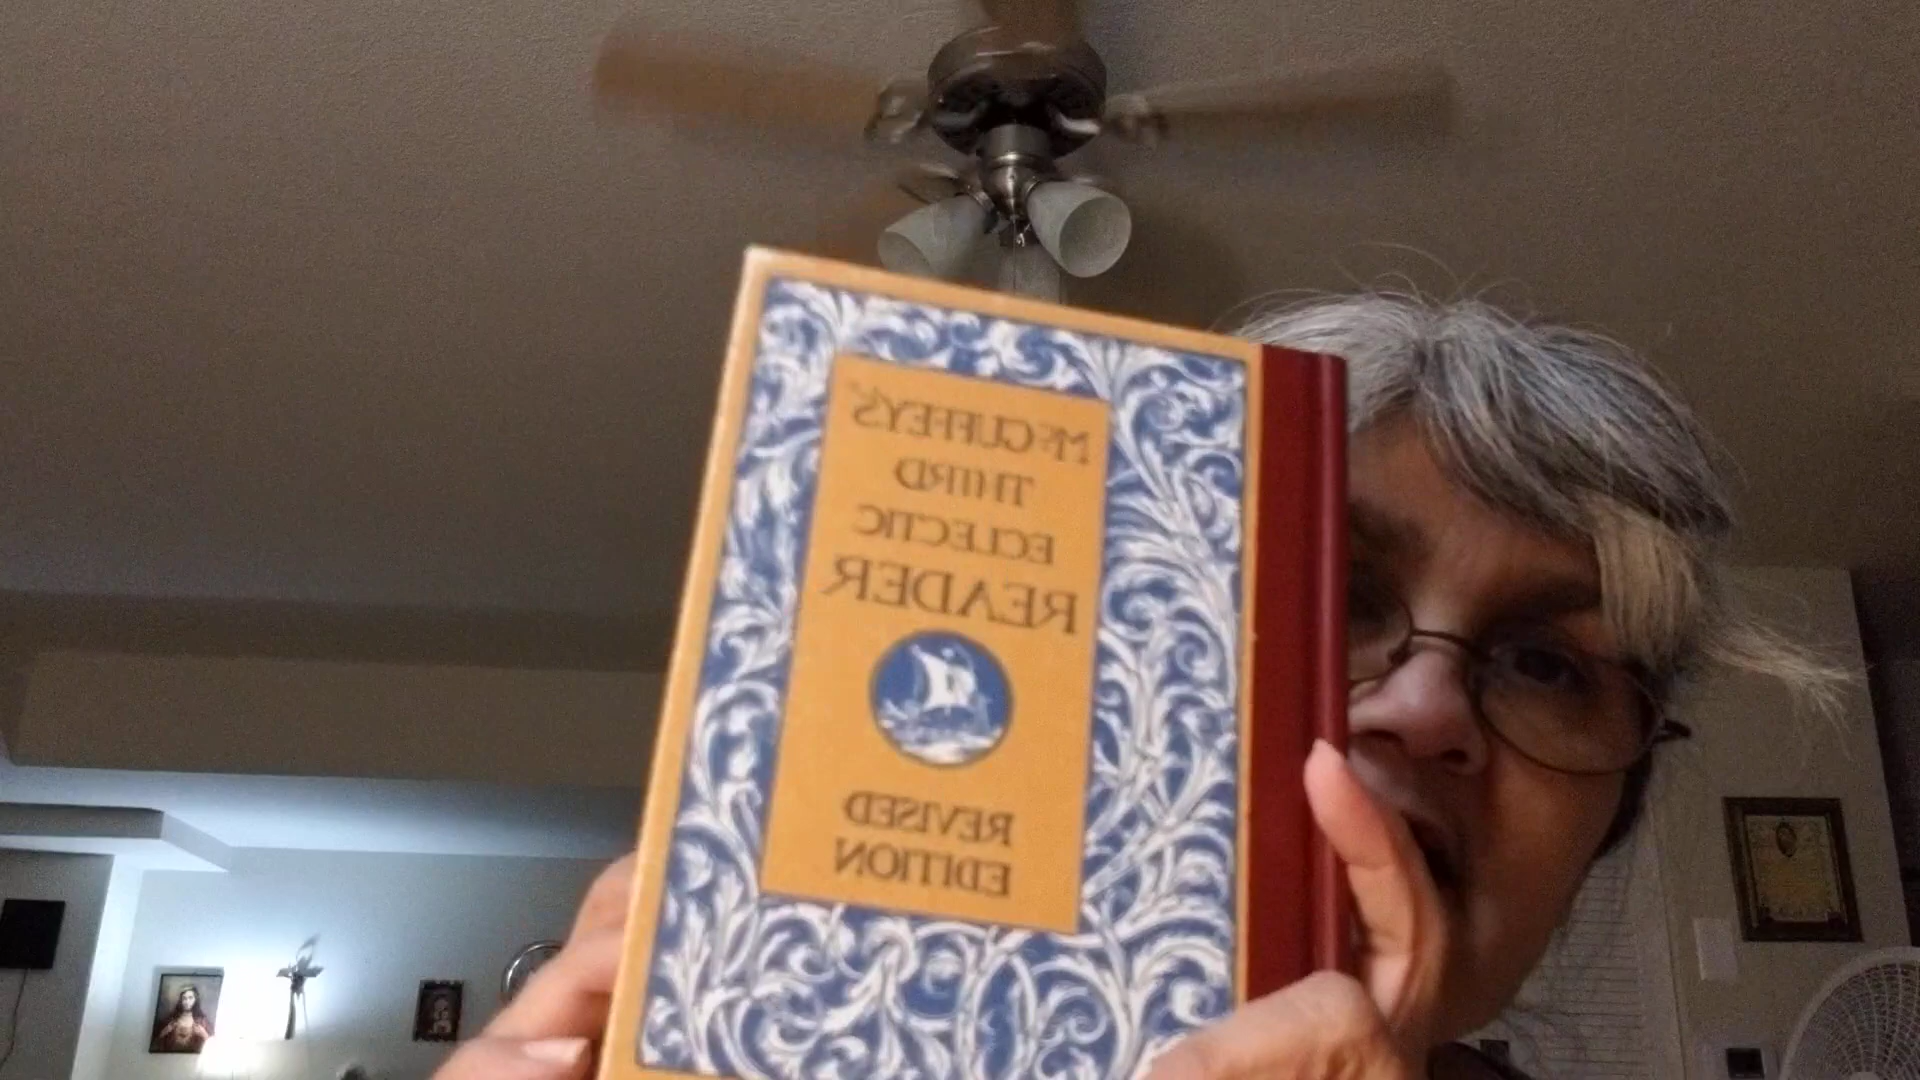 McGUFFEY'S
THIRD
ECLECTIC
READER
REVISED
EDITION